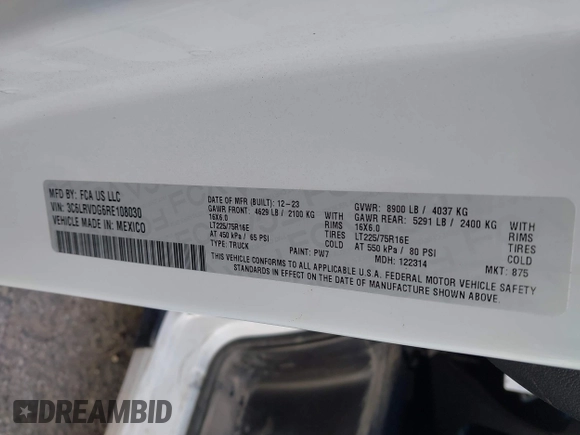 MFD BY: FCA US LLC
VIN: 3C6LRVDG6RE108030
VEHICLE MADE IN: MEXICO
DATE OF MFR (BUILT): 12-23
GAWR FRONT: 4629 LB / 2100 KG
16X6.0 RIMS
LT225/75R16E TIRES
AT 450 kPa / 65 PSI COLD
TYPE: TRUCK
PAINT: PW7
GVWR: 8900 LB / 4037 KG
GAWR REAR: 5291 LB / 2400 KG
16X6.0 RIMS
LT225/75R16E TIRES
AT 550 kPa / 80 PSI COLD
MDH: 122314
MKT: 875
THIS VEHICLE CONFORMS TO ALL APPLICABLE U.S.A. FEDERAL MOTOR VEHICLE SAFETY
STANDARDS IN EFFECT ON THE DATE OF MANUFACTURE SHOWN ABOVE.
DREAMBID